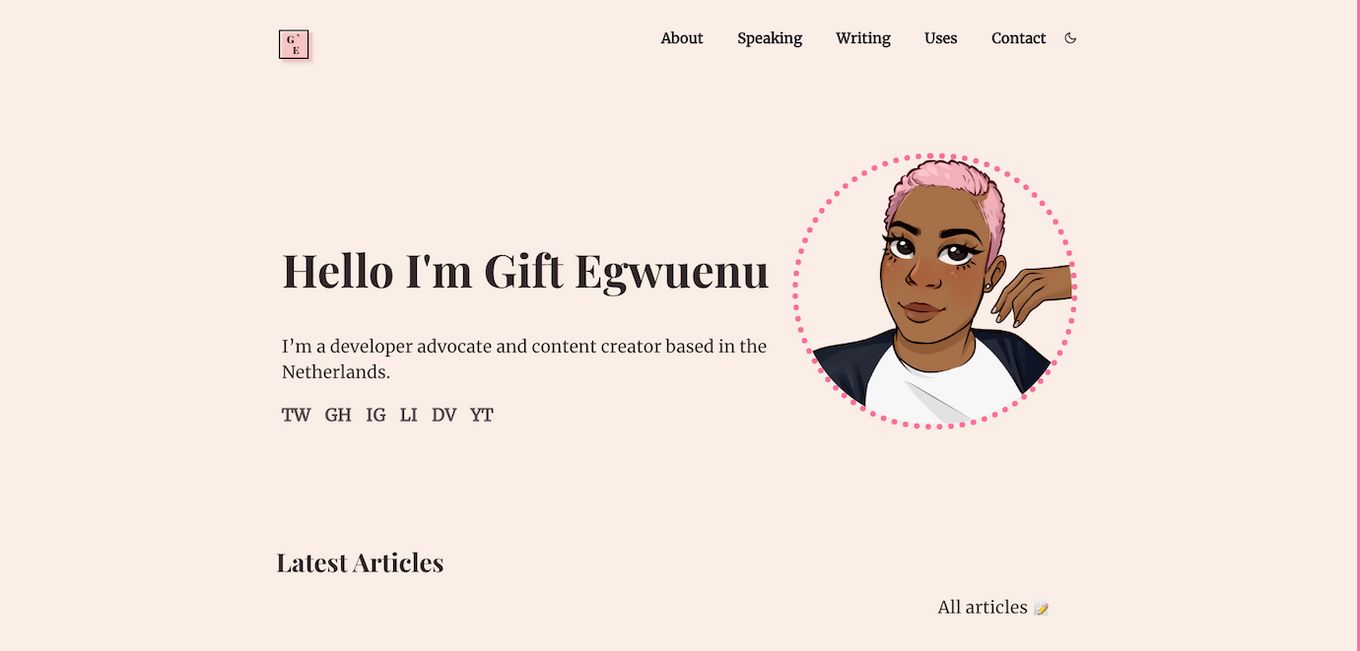 G`
E
About Speaking Writing Uses Contact
Hello I'm Gift Egwuenu
I’m a developer advocate and content creator based in the
Netherlands.
TW GH IG LI DV YT
Latest Articles
All articles 📝